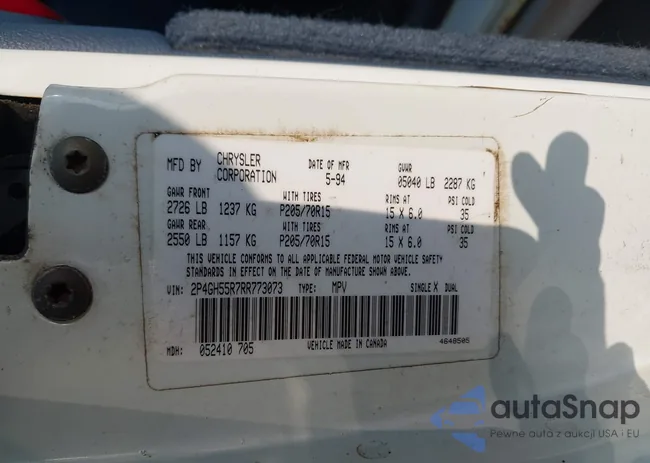 MFD BY CHRYSLER CORPORATION DATE OF MFR 5-94 GVWR 05040 LB 2287 KG
GAWR FRONT WITH TIRES RIMS AT PSI COLD
2726 LB 1237 KG P205/70R15 15 X 6.0 35
GAWR REAR WITH TIRES RIMS AT PSI COLD
2550 LB 1157 KG P205/70R15 15 X 6.0 35
THIS VEHICLE CONFORMS TO ALL APPLICABLE FEDERAL MOTOR VEHICLE SAFETY
STANDARDS IN EFFECT ON THE DATE OF MANUFACTURE SHOWN ABOVE.
VIN: 2P4GH55R7RR773073 TYPE: MPV SINGLE X DUAL
MDH: 052410 705 VEHICLE MADE IN CANADA 4648505
autaSnap
Pewne auta z aukcji USA i EU